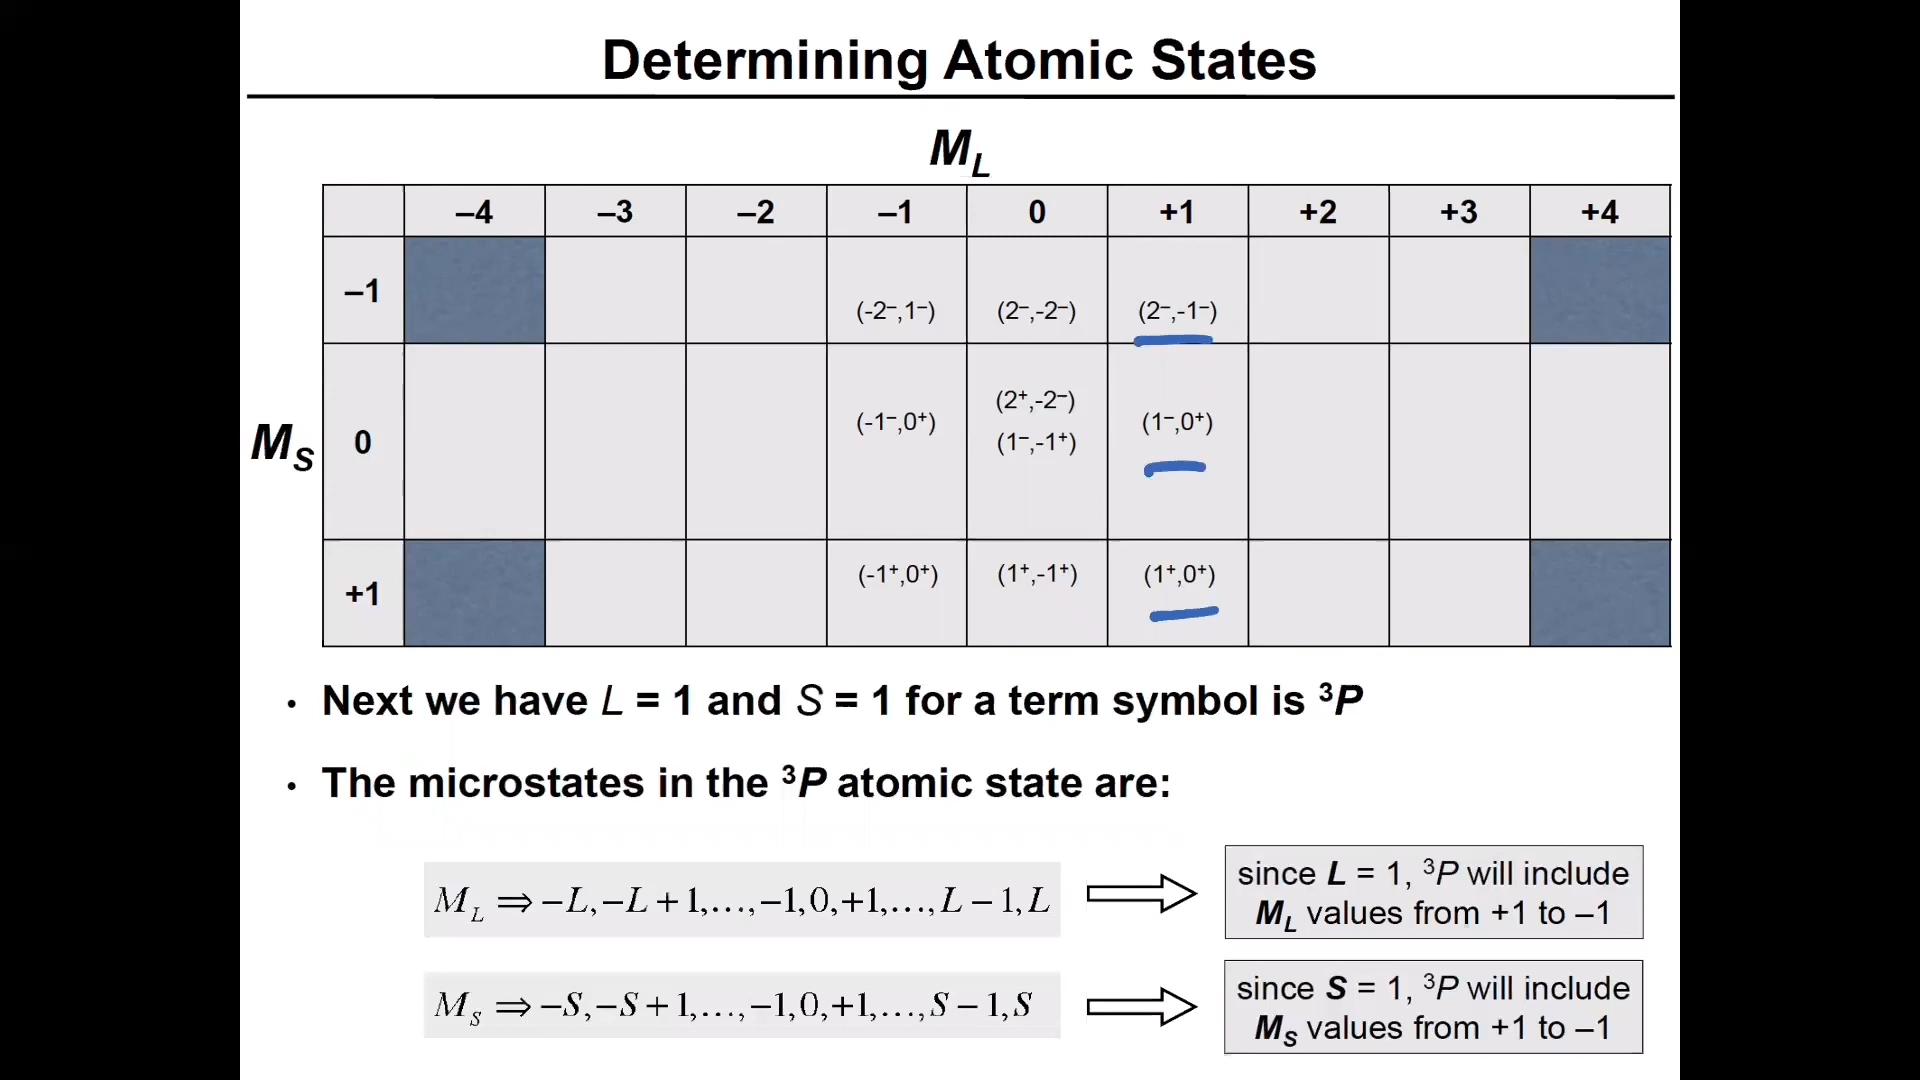 Determining Atomic States
M_L
–4 –3 –2 –1 0 +1 +2 +3 +4
–1 (-2⁻,1⁻) (2⁻,-2⁻) (2⁻,-1⁻)
(2⁺,-2⁻)
M_S 0 (-1⁻,0⁺) (1⁻,-1⁺) (1⁻,0⁺)
+1 (-1⁺,0⁺) (1⁺,-1⁺) (1⁺,0⁺)
• Next we have L = 1 and S = 1 for a term symbol is ³P
• The microstates in the ³P atomic state are:
M_L ⇒ –L,–L+1,…,–1,0,+1,…,L–1,L
since L = 1, ³P will include
M_L values from +1 to –1
M_S ⇒ –S,–S+1,…,–1,0,+1,…,S–1,S
since S = 1, ³P will include
M_S values from +1 to –1